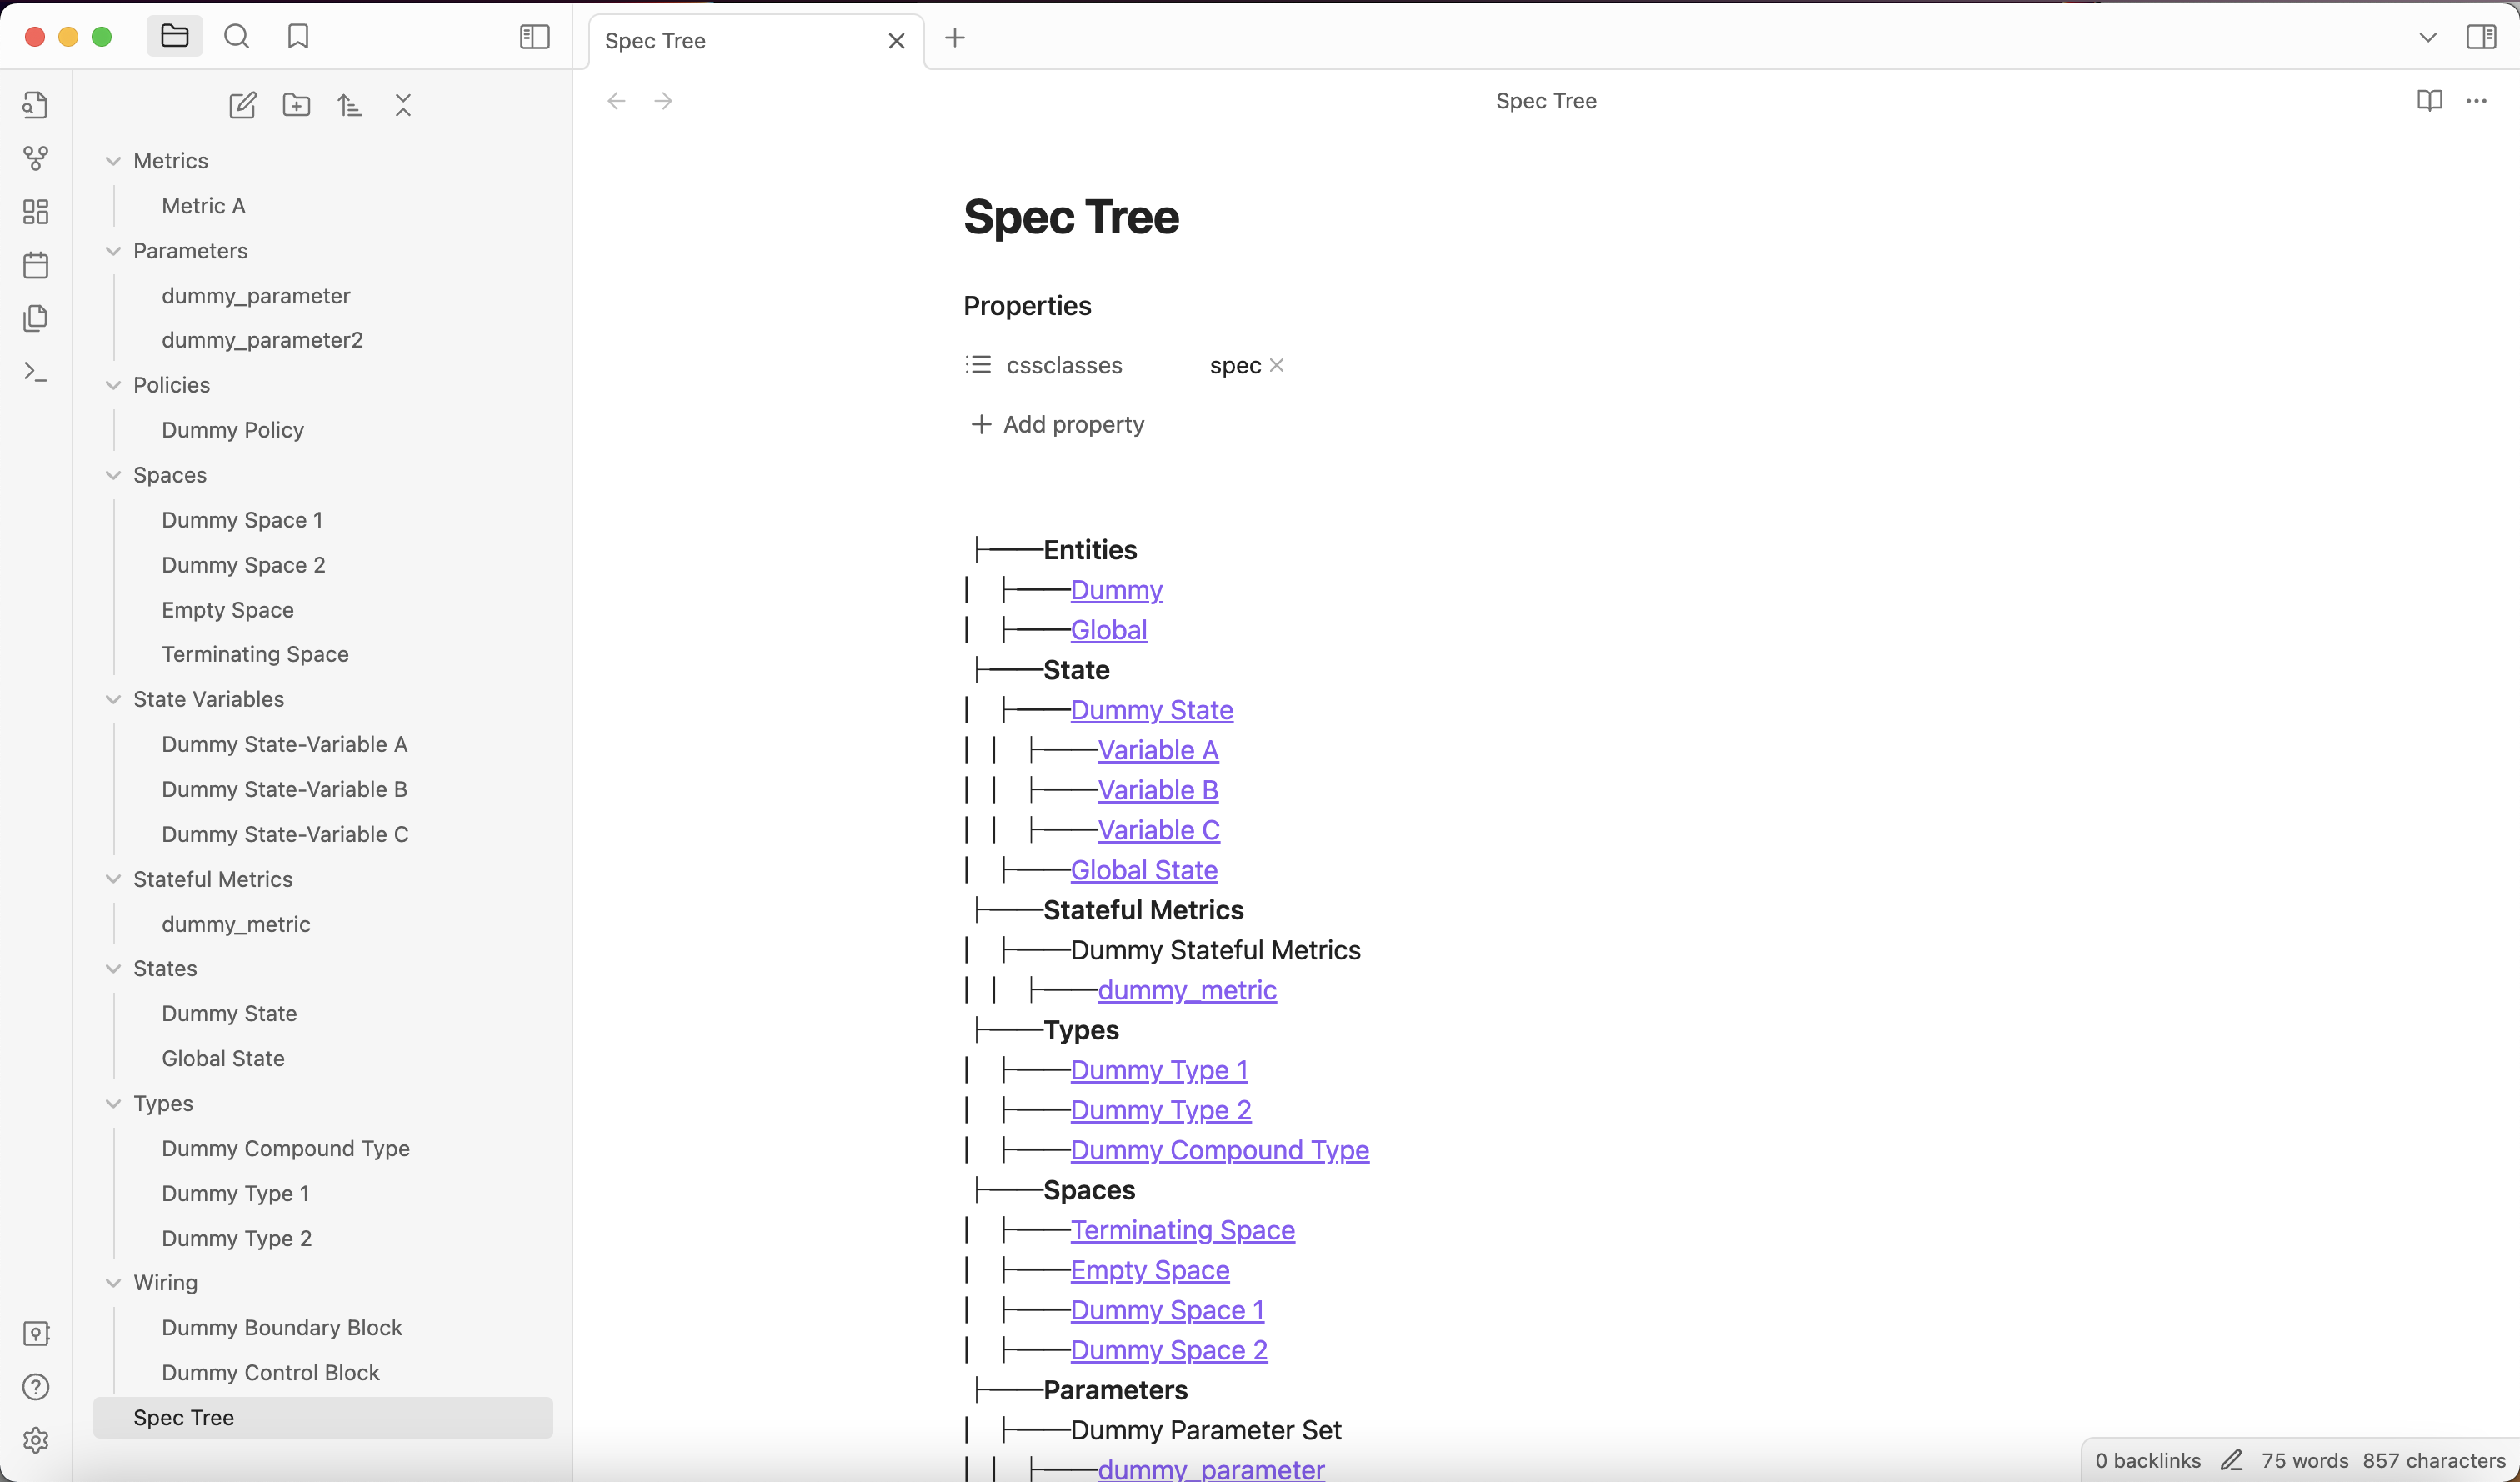 Spec Tree
Spec Tree
Metrics
Metric A
Parameters
dummy_parameter
dummy_parameter2
Policies
Dummy Policy
Spaces
Dummy Space 1
Dummy Space 2
Empty Space
Terminating Space
State Variables
Dummy State-Variable A
Dummy State-Variable B
Dummy State-Variable C
Stateful Metrics
dummy_metric
States
Dummy State
Global State
Types
Dummy Compound Type
Dummy Type 1
Dummy Type 2
Wiring
Dummy Boundary Block
Dummy Control Block
Spec Tree
Spec Tree
Properties
cssclasses spec
Add property
├──Entities
│ ├──Dummy
│ ├──Global
├──State
│ ├──Dummy State
│ │ ├──Variable A
│ │ ├──Variable B
│ │ ├──Variable C
│ ├──Global State
├──Stateful Metrics
│ ├──Dummy Stateful Metrics
│ │ ├──dummy_metric
├──Types
│ ├──Dummy Type 1
│ ├──Dummy Type 2
│ ├──Dummy Compound Type
├──Spaces
│ ├──Terminating Space
│ ├──Empty Space
│ ├──Dummy Space 1
│ ├──Dummy Space 2
├──Parameters
│ ├──Dummy Parameter Set
│ │ ├──dummy_parameter
0 backlinks 75 words 857 characters